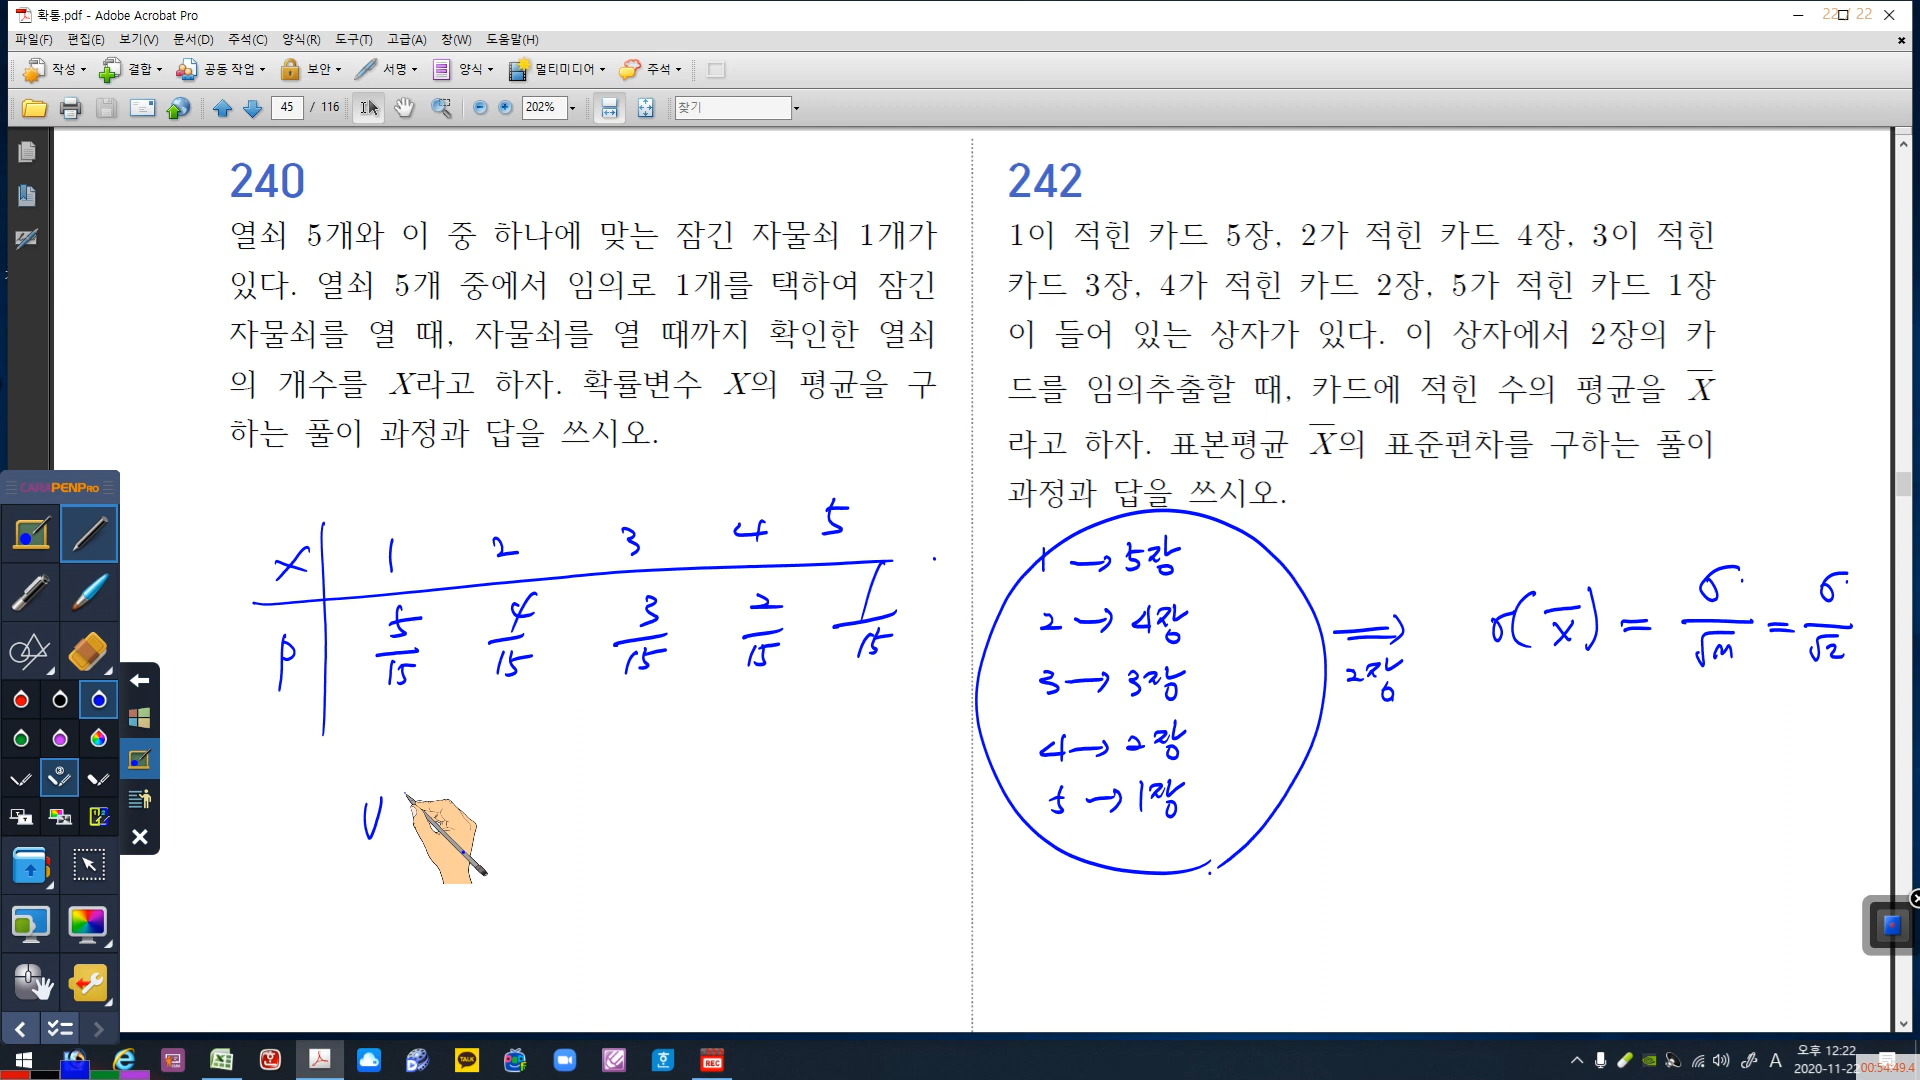 확통.pdf - Adobe Acrobat Pro
22 / 22
파일(F) 편집(E) 보기(V) 문서(D) 주석(C) 양식(R) 도구(T) 고급(A) 창(W) 도움말(H)
작성 결합 공동 작업 보안 서명 양식 멀티미디어 주석
45 / 116 202% 찾기
240
열쇠 5개와 이 중 하나에 맞는 잠긴 자물쇠 1개가
있다. 열쇠 5개 중에서 임의로 1개를 택하여 잠긴
자물쇠를 열 때, 자물쇠를 열 때까지 확인한 열쇠
의 개수를 X라고 하자. 확률변수 X의 평균을 구
하는 풀이 과정과 답을 쓰시오.
X 1 2 3 4 5
P 5/15 4/15 3/15 2/15 1/15
V
242
1이 적힌 카드 5장, 2가 적힌 카드 4장, 3이 적힌
카드 3장, 4가 적힌 카드 2장, 5가 적힌 카드 1장
이 들어 있는 상자가 있다. 이 상자에서 2장의 카
드를 임의추출할 때, 카드에 적힌 수의 평균을 X̄
라고 하자. 표본평균 X̄의 표준편차를 구하는 풀이
과정과 답을 쓰시오.
1 → 5장
2 → 4장
3 → 3장
4 → 2장
5 → 1장
⇒ 2장
σ(X̄) = σ/√n = σ/√2
CARAPENPRO
TALK
REC
A
오후 12:22
2020-11-22
00:54:49.4